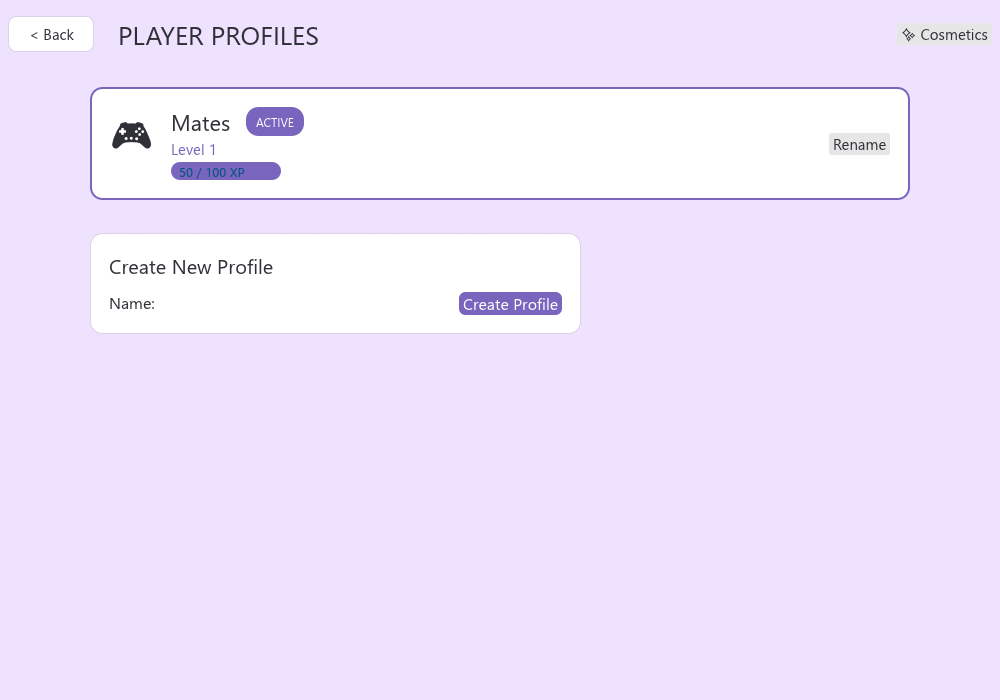 < Back
PLAYER PROFILES
Cosmetics
Mates
ACTIVE
Level 1
50 / 100 XP
Rename
Create New Profile
Name:
Create Profile